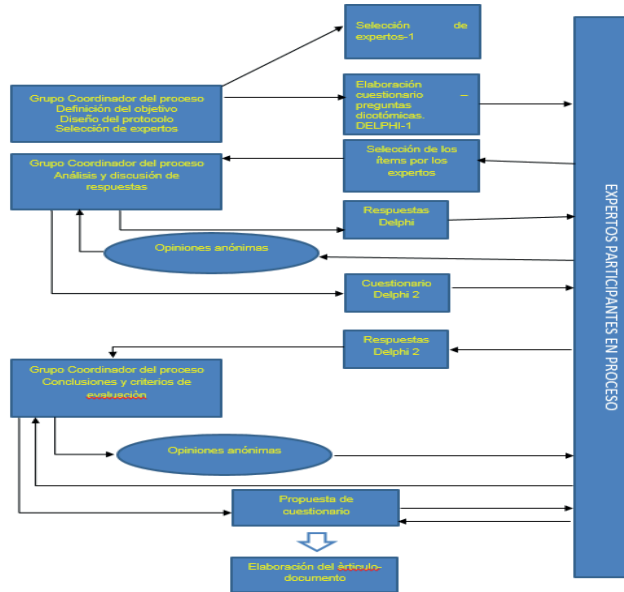 Selección de
expertos-1
Grupo Coordinador del proceso
Definición del objetivo
Diseño del protocolo
Selección de expertos
Elaboración
cuestionario –
preguntas
dicotómicas.
DELPHI-1
Grupo Coordinador del proceso
Análisis y discusión de
respuestas
Selección de los
ítems por los
expertos
Respuestas
Delphi
Opiniones anónimas
Cuestionario
Delphi 2
Respuestas
Delphi 2
Grupo Coordinador del proceso
Conclusiones y criterios de
evaluación
Opiniones anónimas
Propuesta de
cuestionario
Elaboración del àrticulo-
documento
EXPERTOS PARTICIPANTES EN PROCESO